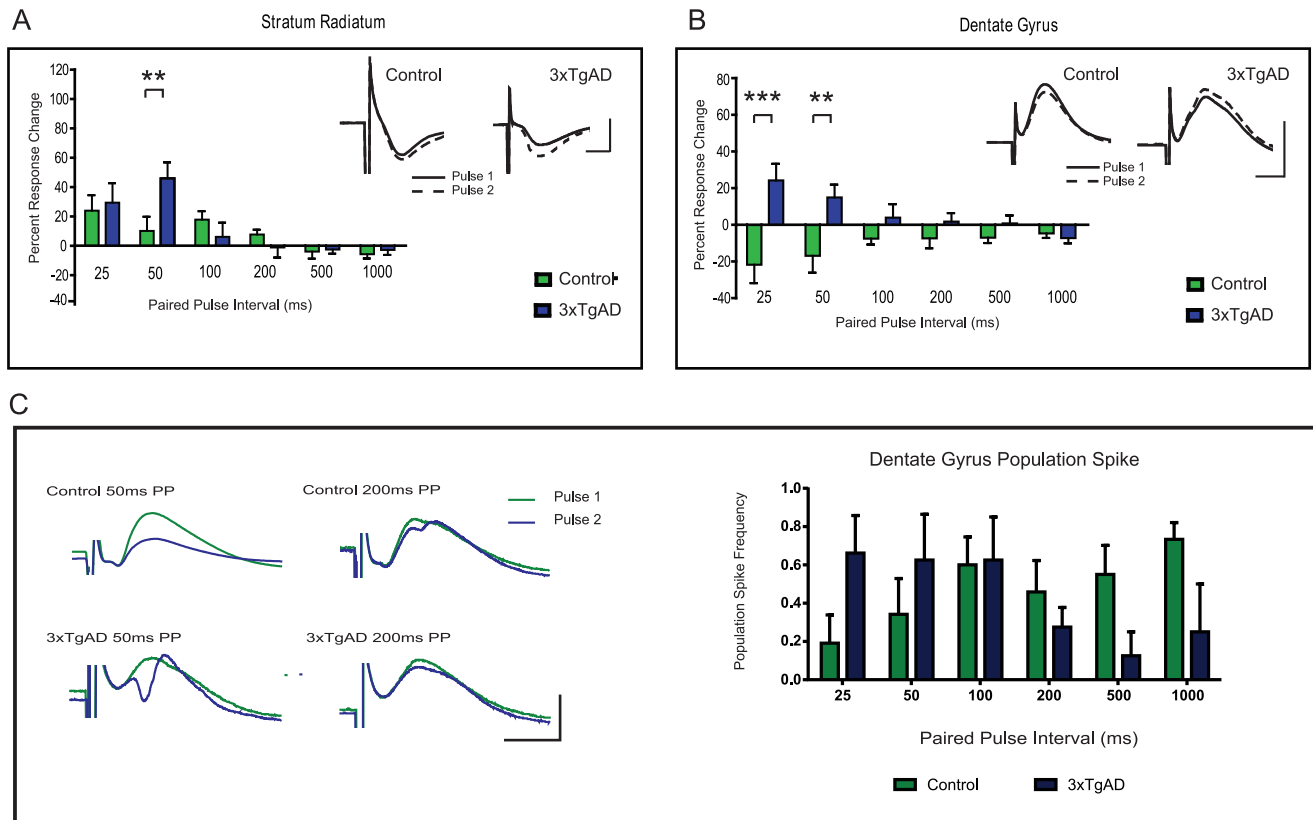 A
Stratum Radiatum
Percent Response Change
120
100
80
60
40
20
0
-20
-40
**
Control
3xTgAD
Pulse 1
Pulse 2
25 50 100 200 500 1000
Paired Pulse Interval (ms)
Control
3xTgAD
B
Dentate Gyrus
Percent Response Change
80
60
40
20
0
-20
-40
*** **
Control
3xTgAD
Pulse 1
Pulse 2
25 50 100 200 500 1000
Paired Pulse Interval (ms)
Control
3xTgAD
C
Control 50ms PP
Control 200ms PP
Pulse 1
Pulse 2
3xTgAD 50ms PP
3xTgAD 200ms PP
Dentate Gyrus Population Spike
Population Spike Frequency
1.0
0.8
0.6
0.4
0.2
0.0
25 50 100 200 500 1000
Paired Pulse Interval (ms)
Control 3xTgAD